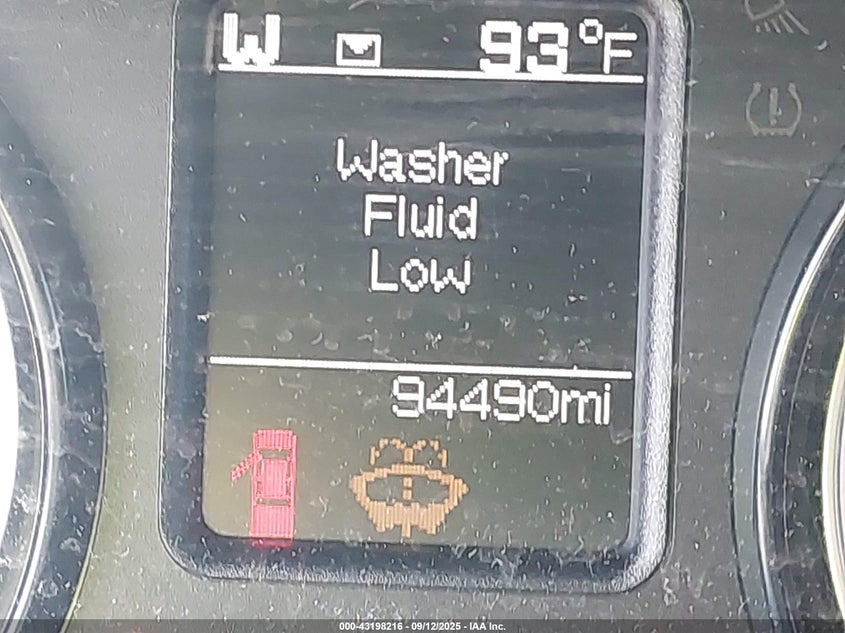 W 93°F
Washer
Fluid
Low
94490mi
000-43198216 - 09/12/2025 - IAA Inc.